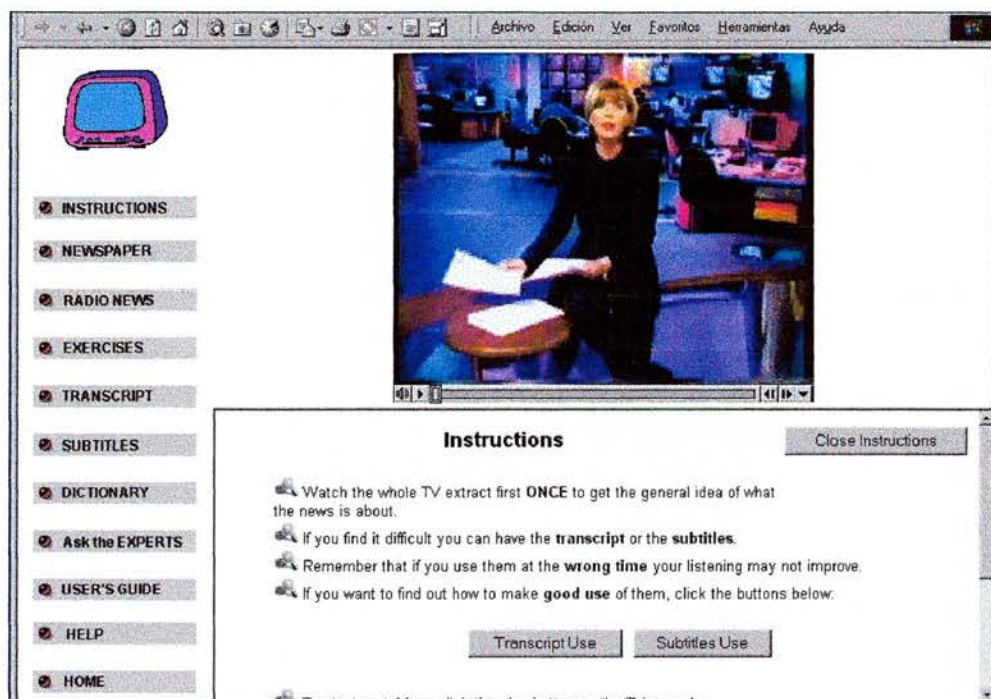 Archivo Edición Ver Favoritos Herramientas Ayuda
INSTRUCTIONS
NEWSPAPER
RADIO NEWS
EXERCISES
TRANSCRIPT
SUBTITLES
DICTIONARY
Ask the EXPERTS
USER'S GUIDE
HELP
HOME
Instructions
Close Instructions
Watch the whole TV extract first ONCE to get the general idea of what
the news is about.
If you find it difficult you can have the transcript or the subtitles.
Remember that if you use them at the wrong time your listening may not improve.
If you want to find out how to make good use of them, click the buttons below:
Transcript Use Subtitles Use